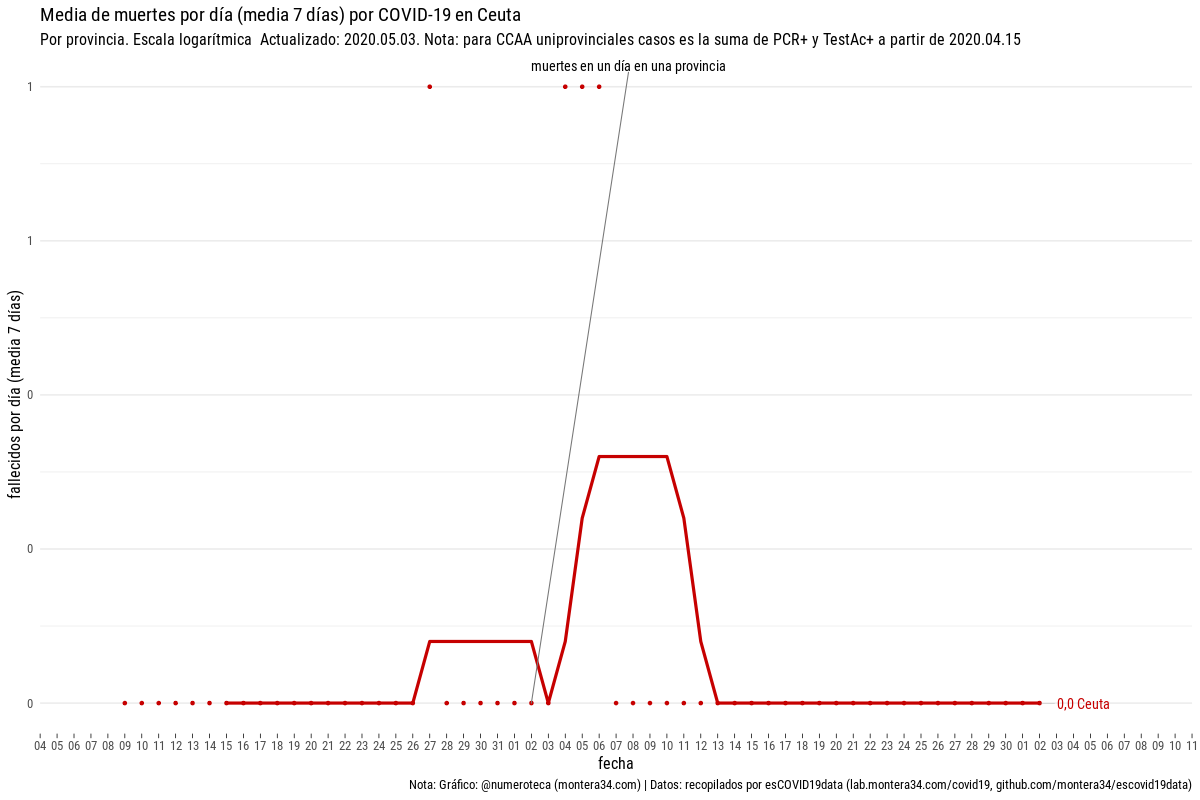 Media de muertes por día (media 7 días) por COVID-19 en Ceuta
Por provincia. Escala logarítmica  Actualizado: 2020.05.03. Nota: para CCAA uniprovinciales casos es la suma de PCR+ y TestAc+ a partir de 2020.04.15
muertes en un día en una provincia
1
1
0
0
0
fallecidos por día (media 7 días)
0,0 Ceuta
04 05 06 07 08 09 10 11 12 13 14 15 16 17 18 19 20 21 22 23 24 25 26 27 28 29 30 31 01 02 03 04 05 06 07 08 09 10 11 12 13 14 15 16 17 18 19 20 21 22 23 24 25 26 27 28 29 30 01 02 03 04 05 06 07 08 09 10 11
fecha
Nota: Gráfico: @numeroteca (montera34.com) | Datos: recopilados por esCOVID19data (lab.montera34.com/covid19, github.com/montera34/escovid19data)